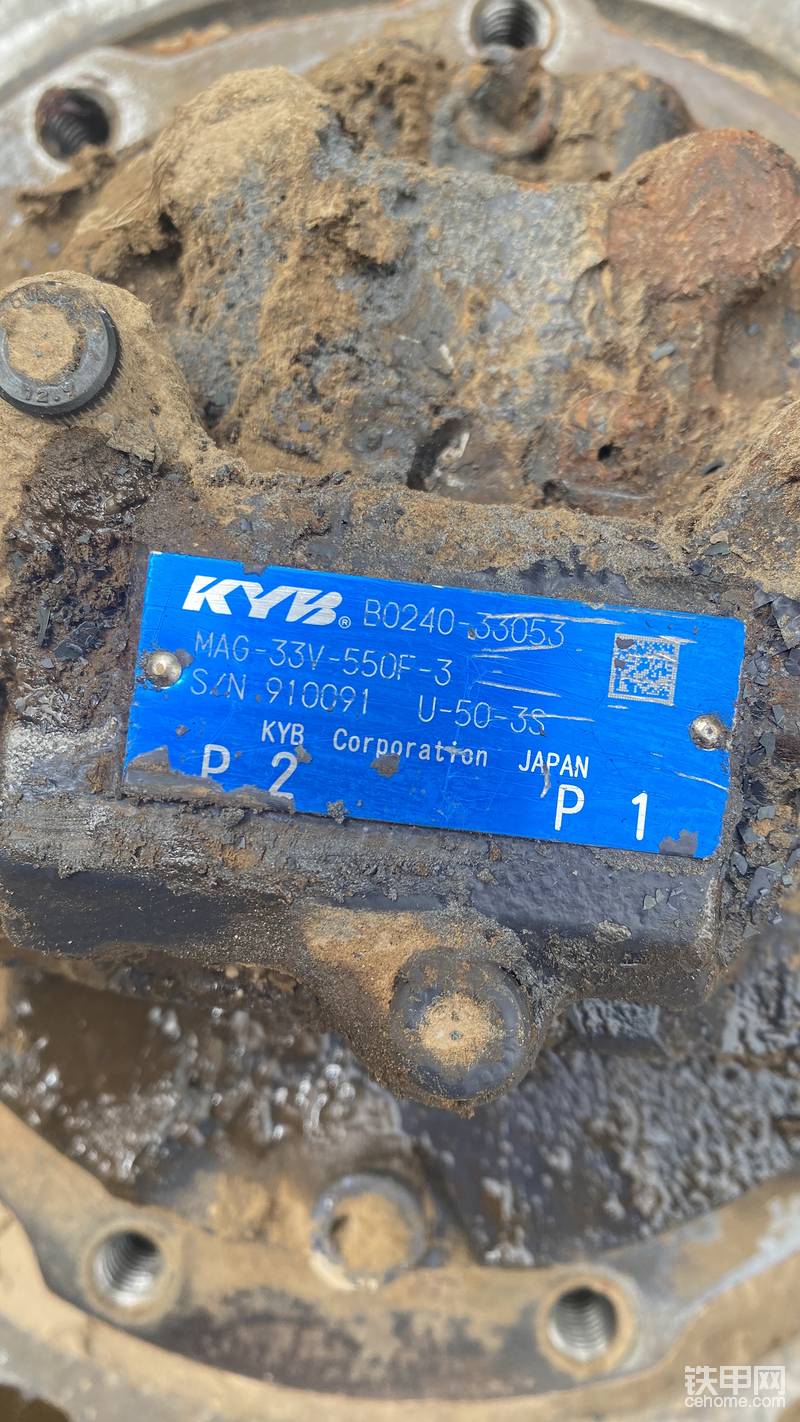 KYB® B0240-33053
MAG-33V-550F-3
S/N 910091 U-50-3S
KYB Corporation JAPAN
P 2
P 1
铁甲网
cehome.com